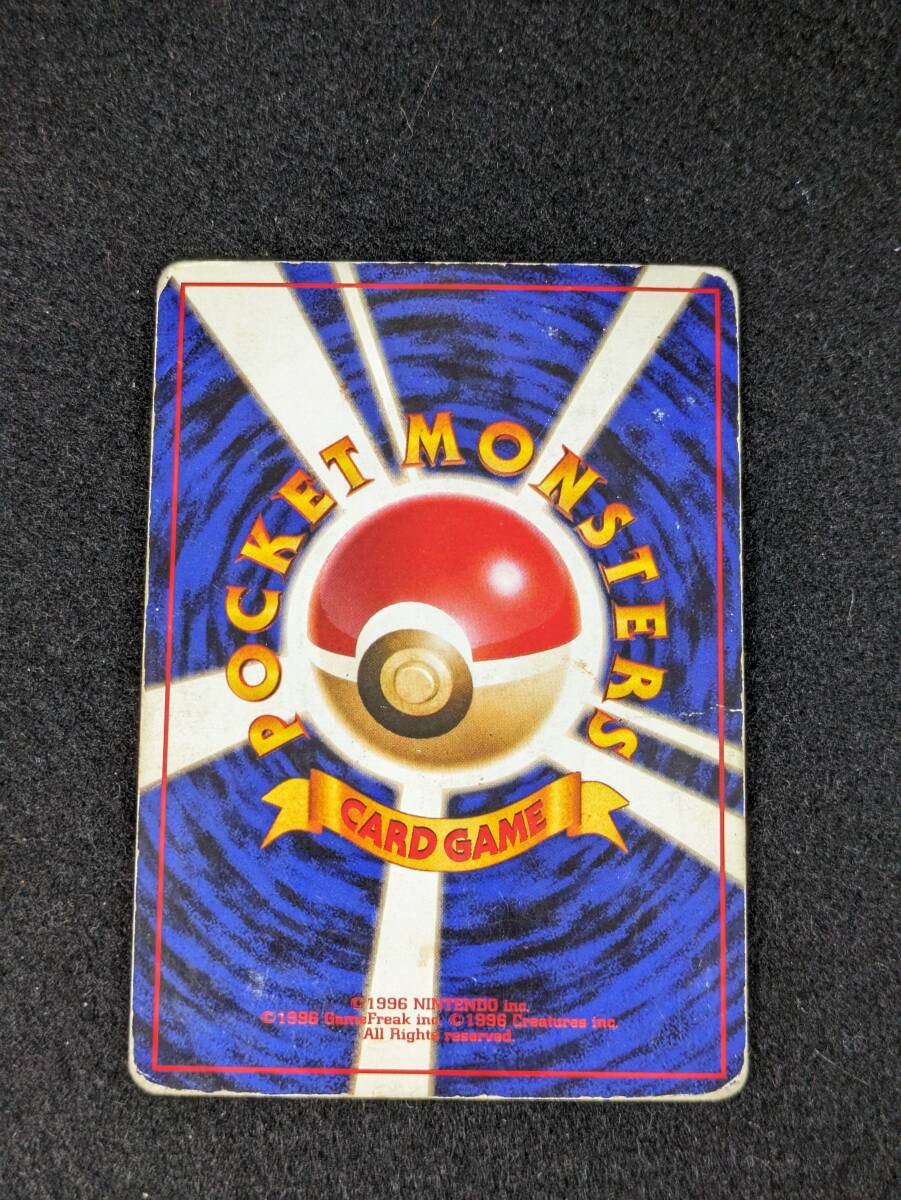 POCKET MONSTERS
CARD GAME
©1996 NINTENDO inc.
©1996 GameFreak inc. ©1996 Creatures inc.
All Rights reserved.